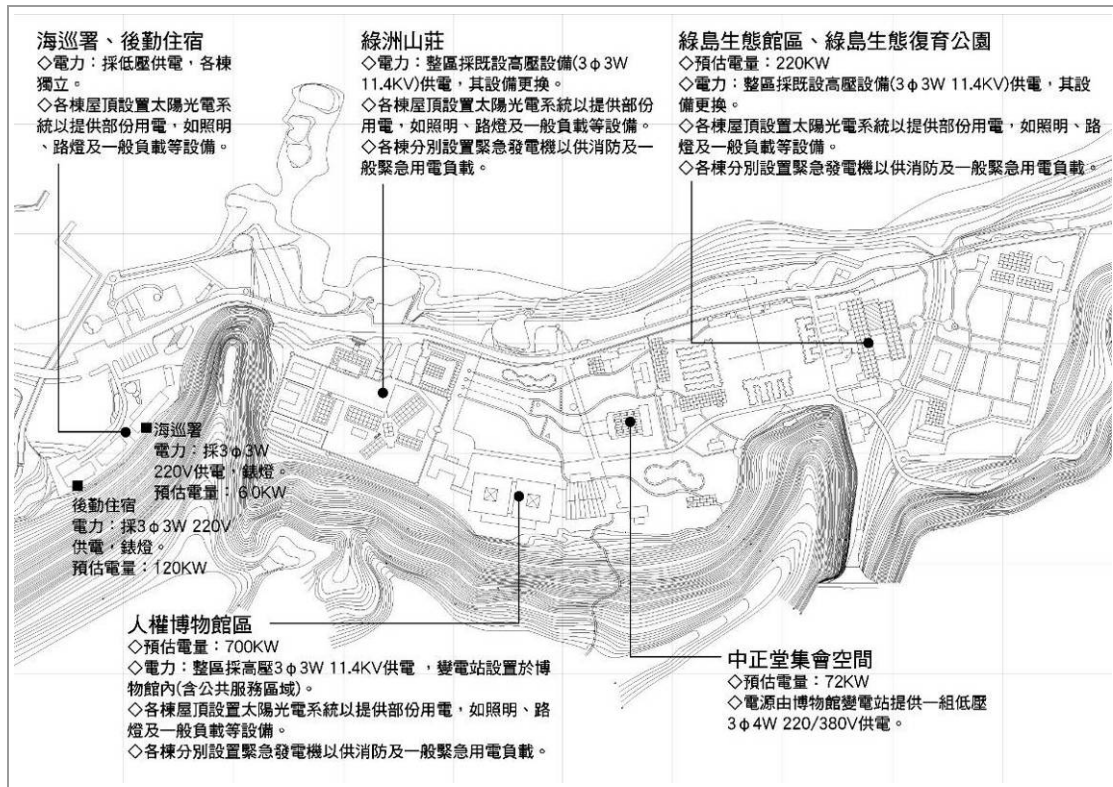 海巡署、後勤住宿
◇電力：採低壓供電，各棟
獨立。
◇各棟屋頂設置太陽光電系
統以提供部份用電，如照明
、路燈及一般負載等設備。
綠洲山莊
◇電力：整區採既設高壓設備(3φ3W
11.4KV)供電，其設備更換。
◇各棟屋頂設置太陽光電系統以提供部份
用電，如照明、路燈及一般負載等設備。
◇各棟分別設置緊急發電機以供消防及一
般緊急用電負載。
綠島生態館區、綠島生態復育公園
◇預估電量：220KW
◇電力：整區採既設高壓設備(3φ3W 11.4KV)供電，其設
備更換。
◇各棟屋頂設置太陽光電系統以提供部份用電，如照明、路
燈及一般負載等設備。
◇各棟分別設置緊急發電機以供消防及一般緊急用電負載。
■海巡署
電力：採3φ3W
220V供電，錶燈。
預估電量：60KW
■
後勤住宿
電力：採3φ3W 220V
供電，錶燈。
預估電量：120KW
人權博物館區
◇預估電量：700KW
◇電力：整區採高壓3φ3W 11.4KV供電 ，變電站設置於博
物館內(含公共服務區域)。
◇各棟屋頂設置太陽光電系統以提供部份用電，如照明、路
燈及一般負載等設備。
◇各棟分別設置緊急發電機以供消防及一般緊急用電負載。
中正堂集會空間
◇預估電量：72KW
◇電源由博物館變電站提供一組低壓
3φ4W 220/380V供電。